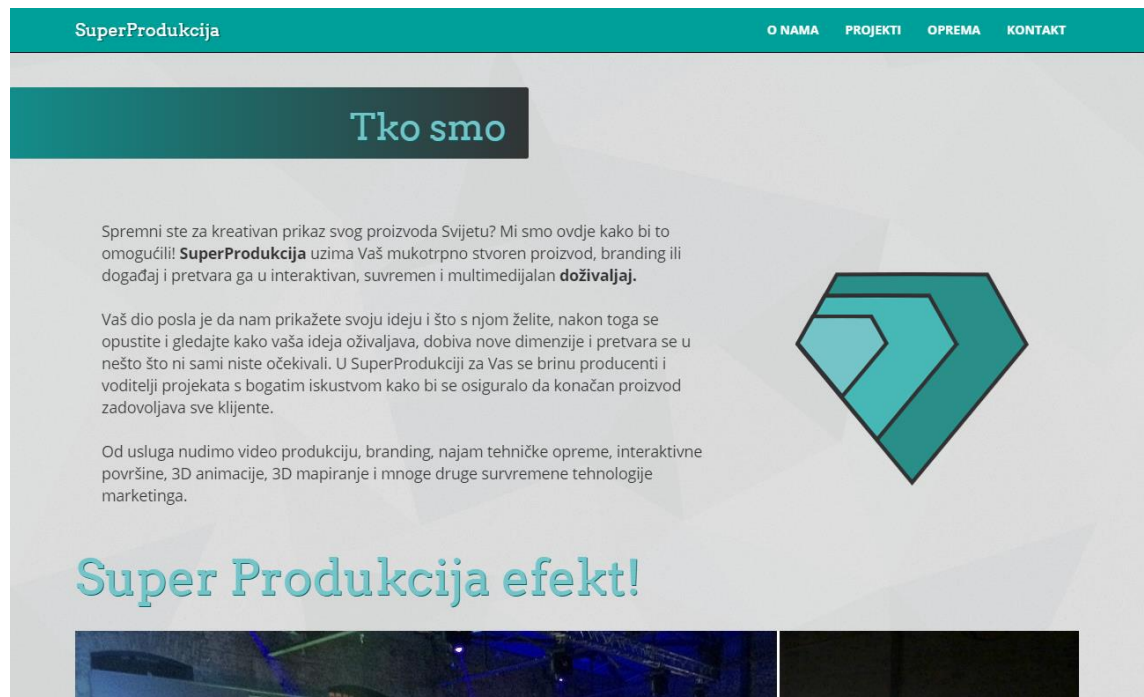 SuperProdukcija
O NAMA PROJEKTI OPREMA KONTAKT
Tko smo
Spremni ste za kreativan prikaz svog proizvoda Svijetu? Mi smo ovdje kako bi to
omogućili! SuperProdukcija uzima Vaš mukotrpno stvoren proizvod, branding ili
događaj i pretvara ga u interaktivan, suvremen i multimedijalan doživaljaj.
Vaš dio posla je da nam prikažete svoju ideju i što s njom želite, nakon toga se
opustite i gledajte kako vaša ideja oživaljava, dobiva nove dimenzije i pretvara se u
nešto što ni sami niste očekivali. U SuperProdukciji za Vas se brinu producenti i
voditelji projekata s bogatim iskustvom kako bi se osiguralo da konačan proizvod
zadovoljava sve klijente.
Od usluga nudimo video produkciju, branding, najam tehničke opreme, interaktivne
površine, 3D animacije, 3D mapiranje i mnoge druge survremene tehnologije
marketinga.
Super Produkcija efekt!